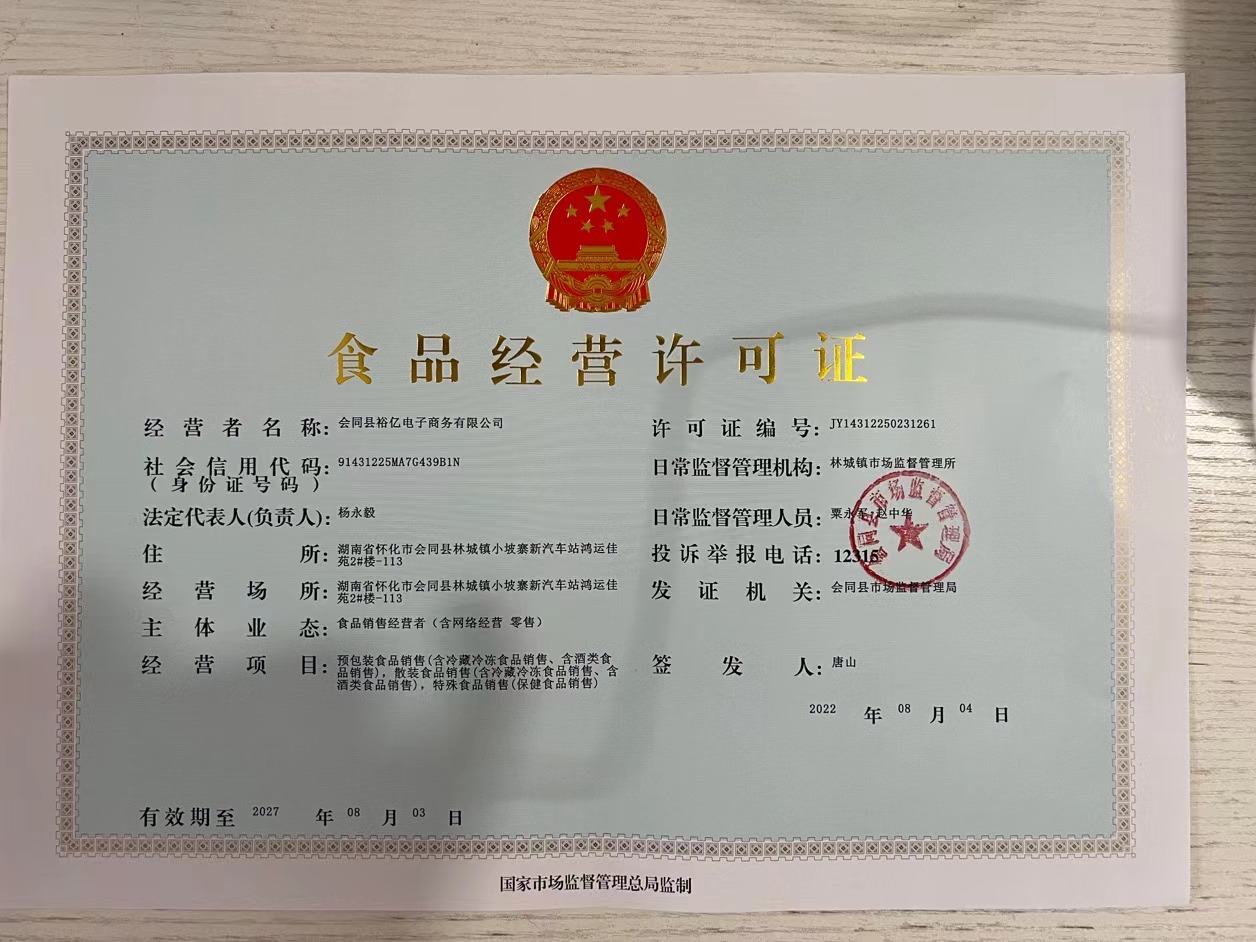 食品经营许可证
经营者名称：会同县裕亿电子商务有限公司
社会信用代码：91431225MA7G439B1N
（身份证号码）
法定代表人(负责人)：杨永毅
住所：湖南省怀化市会同县林城镇小坡寨新汽车站鸿运佳
苑2#楼-113
经营场所：湖南省怀化市会同县林城镇小坡寨新汽车站鸿运佳
苑2#楼-113
主体业态：食品销售经营者（含网络经营 零售）
经营项目：预包装食品销售(含冷藏冷冻食品销售、含酒类食
品销售)，散装食品销售(含冷藏冷冻食品销售、含
酒类食品销售)，特殊食品销售(保健食品销售)
许可证编号：JY14312250231261
日常监督管理机构：林城镇市场监督管理所
日常监督管理人员：粟永军;赵中华
投诉举报电话：12315
发证机关：会同县市场监督管理局
会同县市场监督管理局
签发人：唐山
2022 年 08 月 04 日
有效期至 2027 年 08 月 03 日
国家市场监督管理总局监制